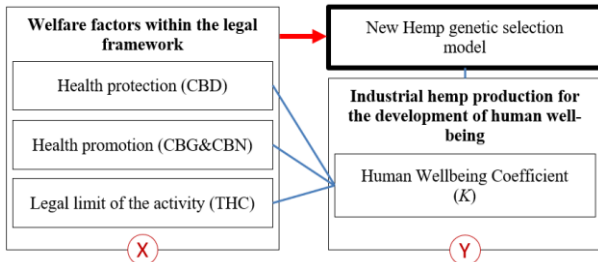 Welfare factors within the legal
framework
Health protection (CBD)
Health promotion (CBG&CBN)
Legal limit of the activity (THC)
X
New Hemp genetic selection
model
Industrial hemp production for
the development of human well-
being
Human Wellbeing Coefficient
(K)
Y